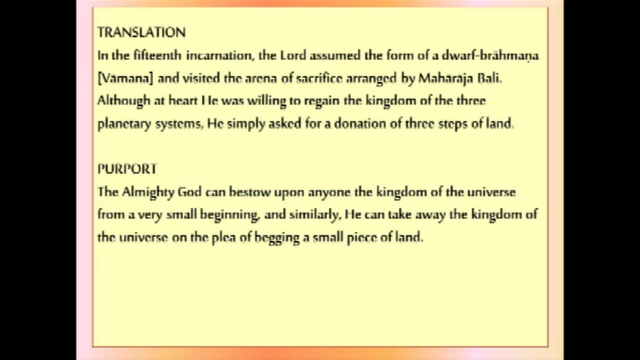 TRANSLATION
In the fifteenth incarnation, the Lord assumed the form of a dwarf-brāhmaṇa
[Vāmana] and visited the arena of sacrifice arranged by Mahārāja Bali.
Although at heart He was willing to regain the kingdom of the three
planetary systems, He simply asked for a donation of three steps of land.
PURPORT
The Almighty God can bestow upon anyone the kingdom of the universe
from a very small beginning, and similarly, He can take away the kingdom of
the universe on the plea of begging a small piece of land.